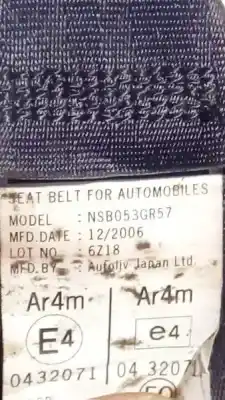 SEAT BELT FOR AUTOMOBILES
MODEL : NSB053GR57
MFD.DATE : 12/2006
LOT NO : 6Z18
MFD.BY : Autoliv Japan Ltd.
Ar4m Ar4m
E4 e4
0432071 04 32071